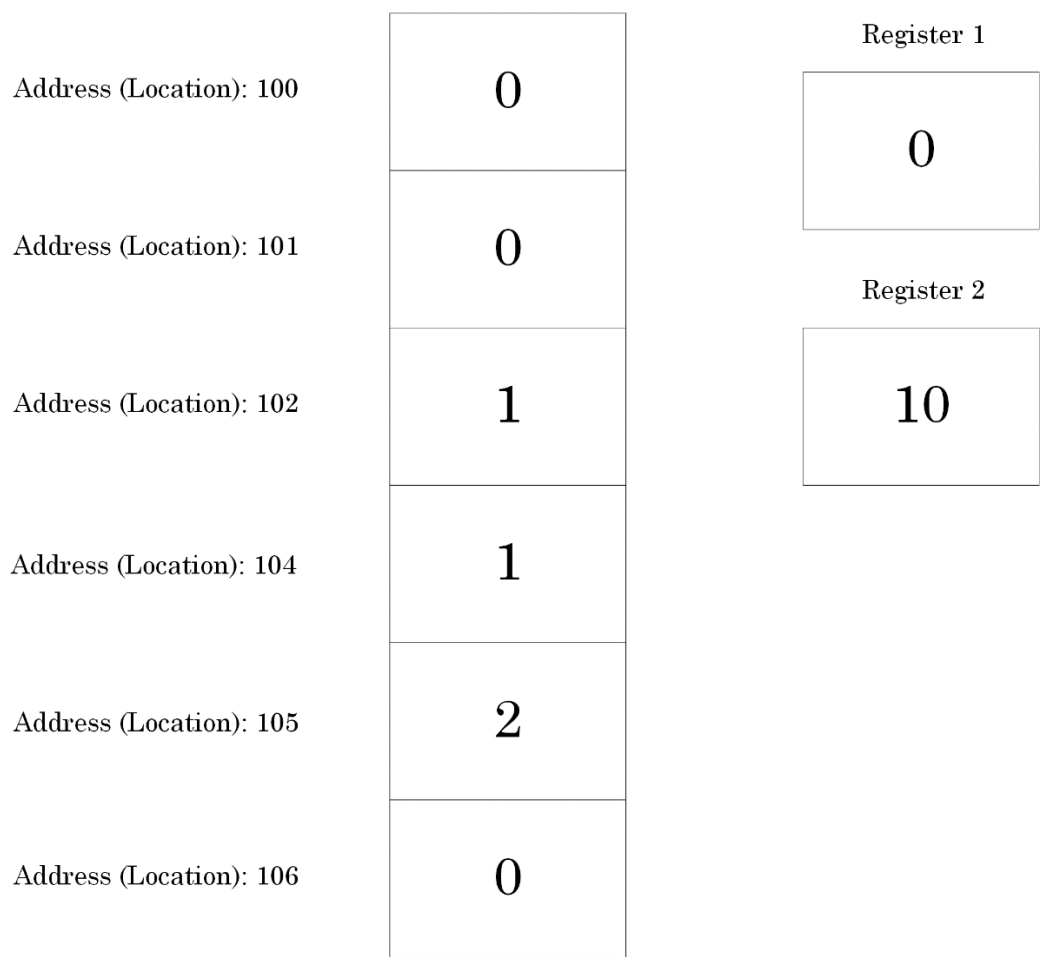 Address (Location): 100
0
Address (Location): 101
0
Address (Location): 102
1
Address (Location): 104
1
Address (Location): 105
2
Address (Location): 106
0
Register 1
0
Register 2
10